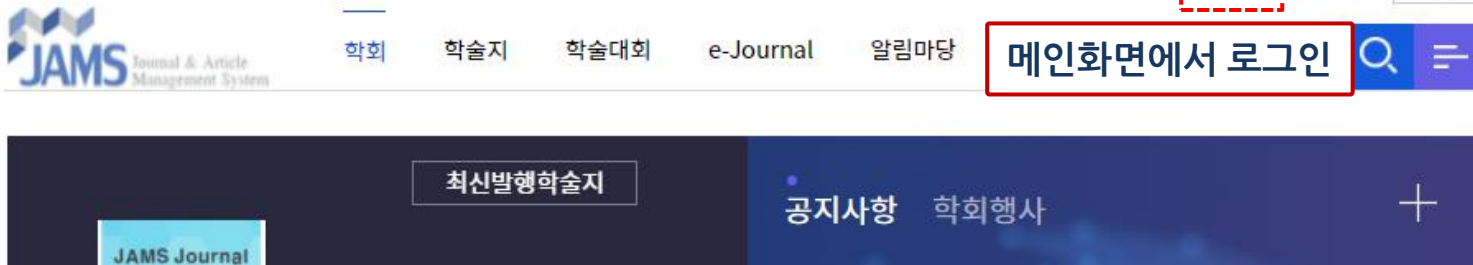 JAMS Journal & Article
Management System
학회 학술지 학술대회 e-Journal 알림마당
메인화면에서 로그인
최신발행학술지
공지사항 학회행사
JAMS Journal